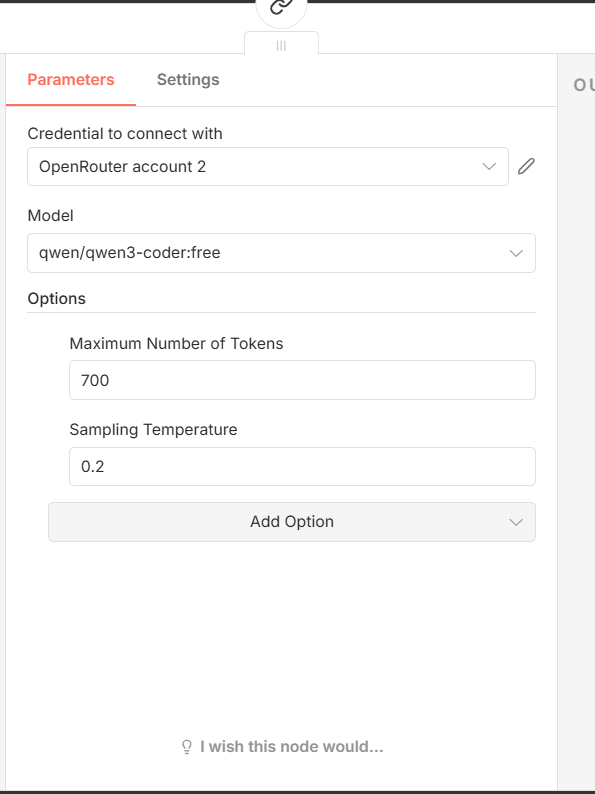 Parameters
Settings
OU
Credential to connect with
OpenRouter account 2
Model
qwen/qwen3-coder:free
Options
Maximum Number of Tokens
700
Sampling Temperature
0.2
Add Option
I wish this node would...